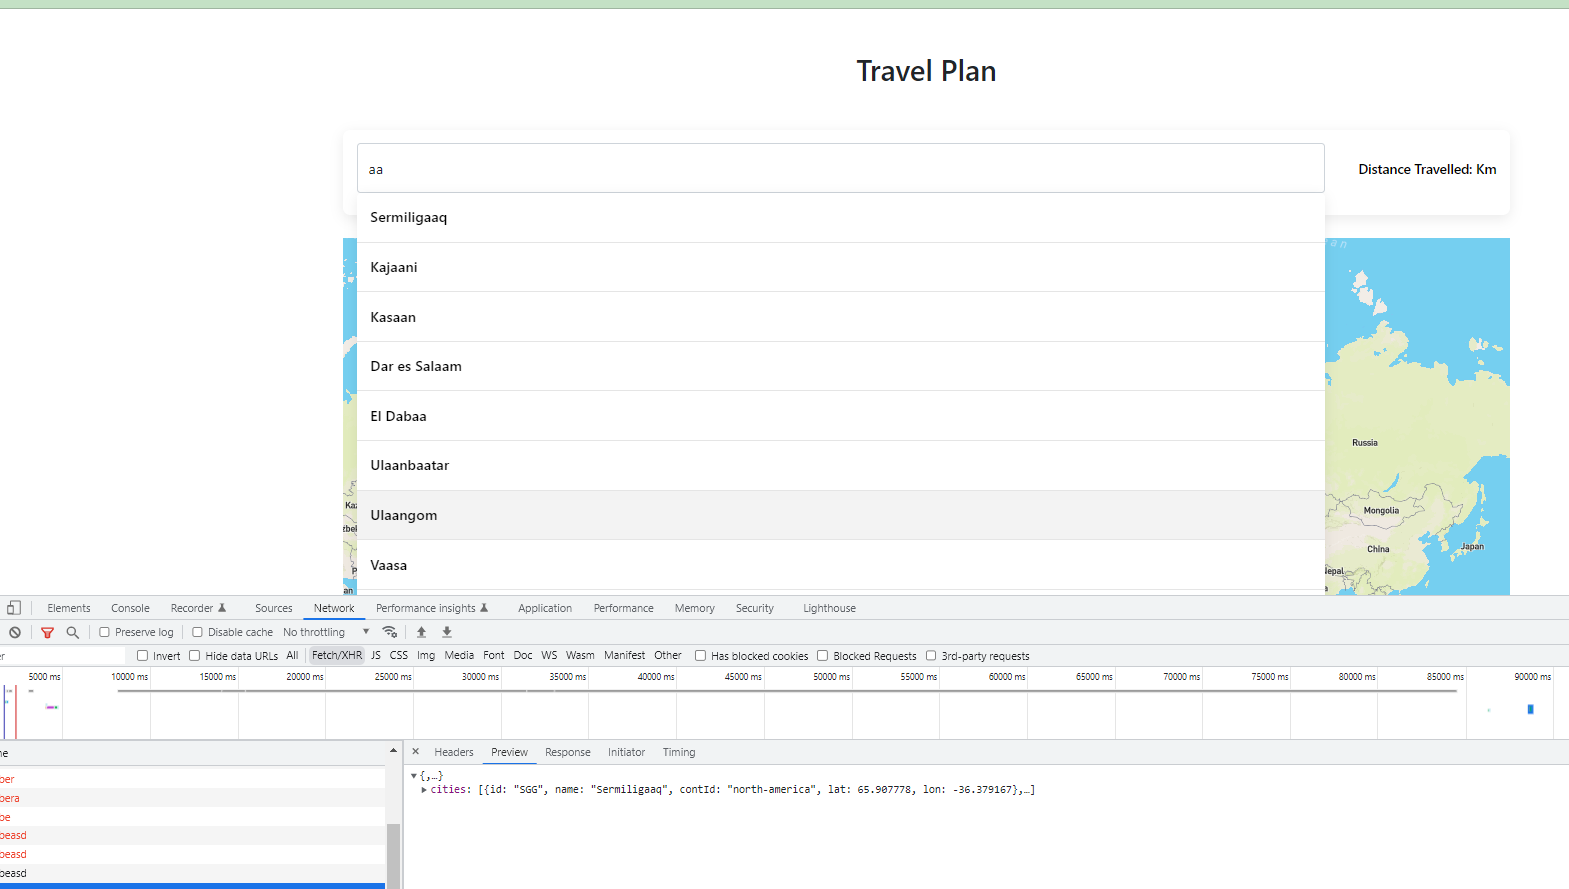 Travel Plan
aa
Distance Travelled: Km
Sermiligaaq
Kajaani
Kasaan
Dar es Salaam
El Dabaa
Ulaanbaatar
Ulaangom
Vaasa
Russia
Mongolia
China
Japan
Elements Console Recorder Sources Network Performance insights Application Performance Memory Security Lighthouse
Preserve log Disable cache No throttling
Invert Hide data URLs All Fetch/XHR JS CSS Img Media Font Doc WS Wasm Manifest Other Has blocked cookies Blocked Requests 3rd-party requests
5000 ms 10000 ms 15000 ms 20000 ms 25000 ms 30000 ms 35000 ms 40000 ms 45000 ms 50000 ms 55000 ms 60000 ms 65000 ms 70000 ms 75000 ms 80000 ms 85000 ms 90000 ms
Headers Preview Response Initiator Timing
{,…}
cities: [{id: "SGG", name: "Sermiligaaq", contId: "north-america", lat: 65.907778, lon: -36.379167},…]
ber
bera
be
beasd
beasd
beasd